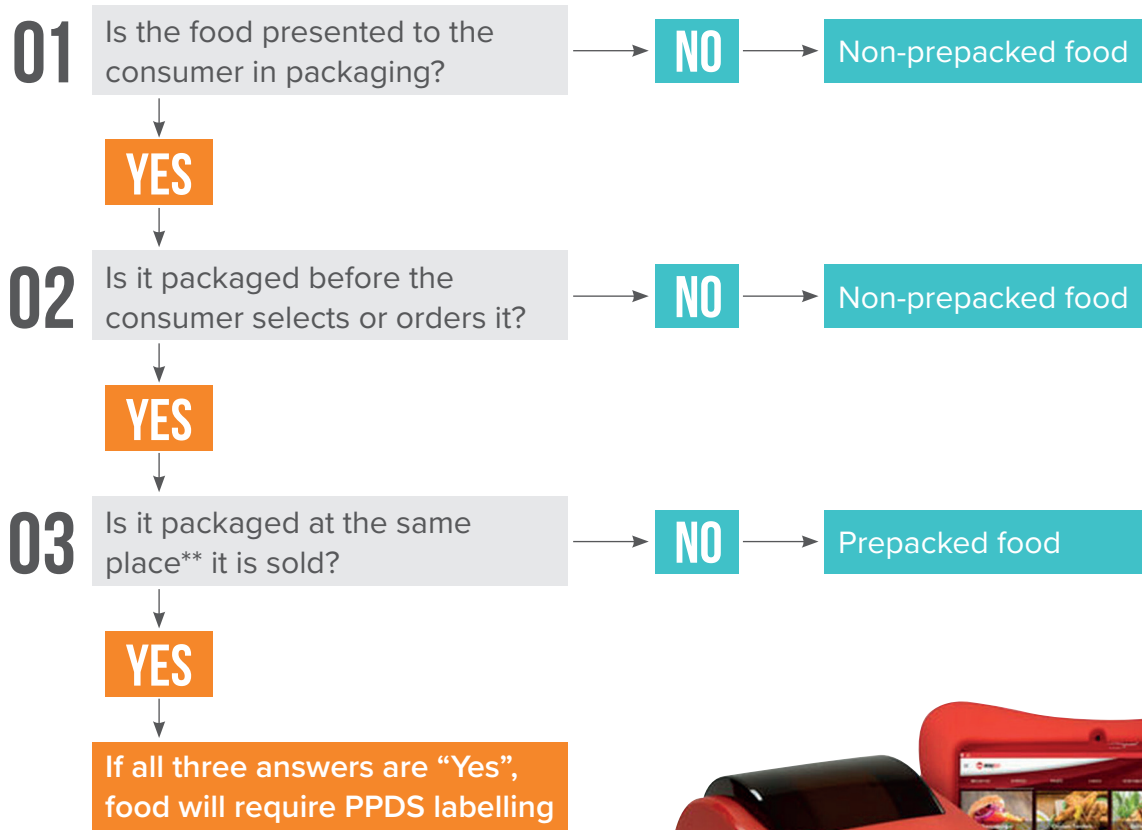 01
Is the food presented to the
consumer in packaging?
NO
Non-prepacked food
YES
02
Is it packaged before the
consumer selects or orders it?
NO
Non-prepacked food
YES
03
Is it packaged at the same
place** it is sold?
NO
Prepacked food
YES
If all three answers are “Yes”,
food will require PPDS labelling